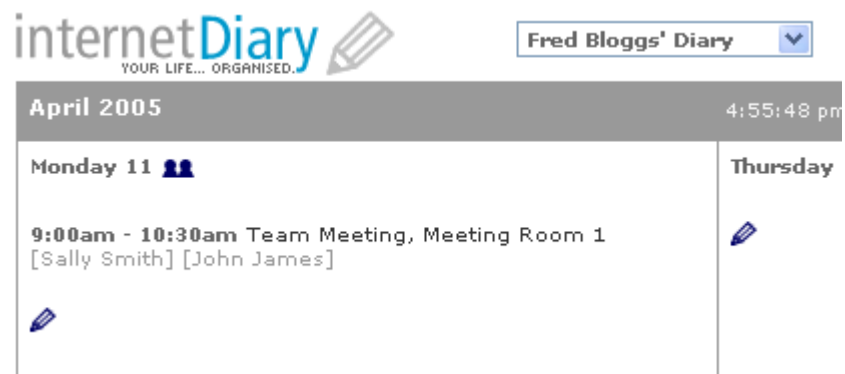 internetDiary
YOUR LIFE... ORGANISED.
Fred Bloggs' Diary
April 2005
4:55:48 pm
Monday 11
Thursday
9:00am - 10:30am Team Meeting, Meeting Room 1
[Sally Smith] [John James]